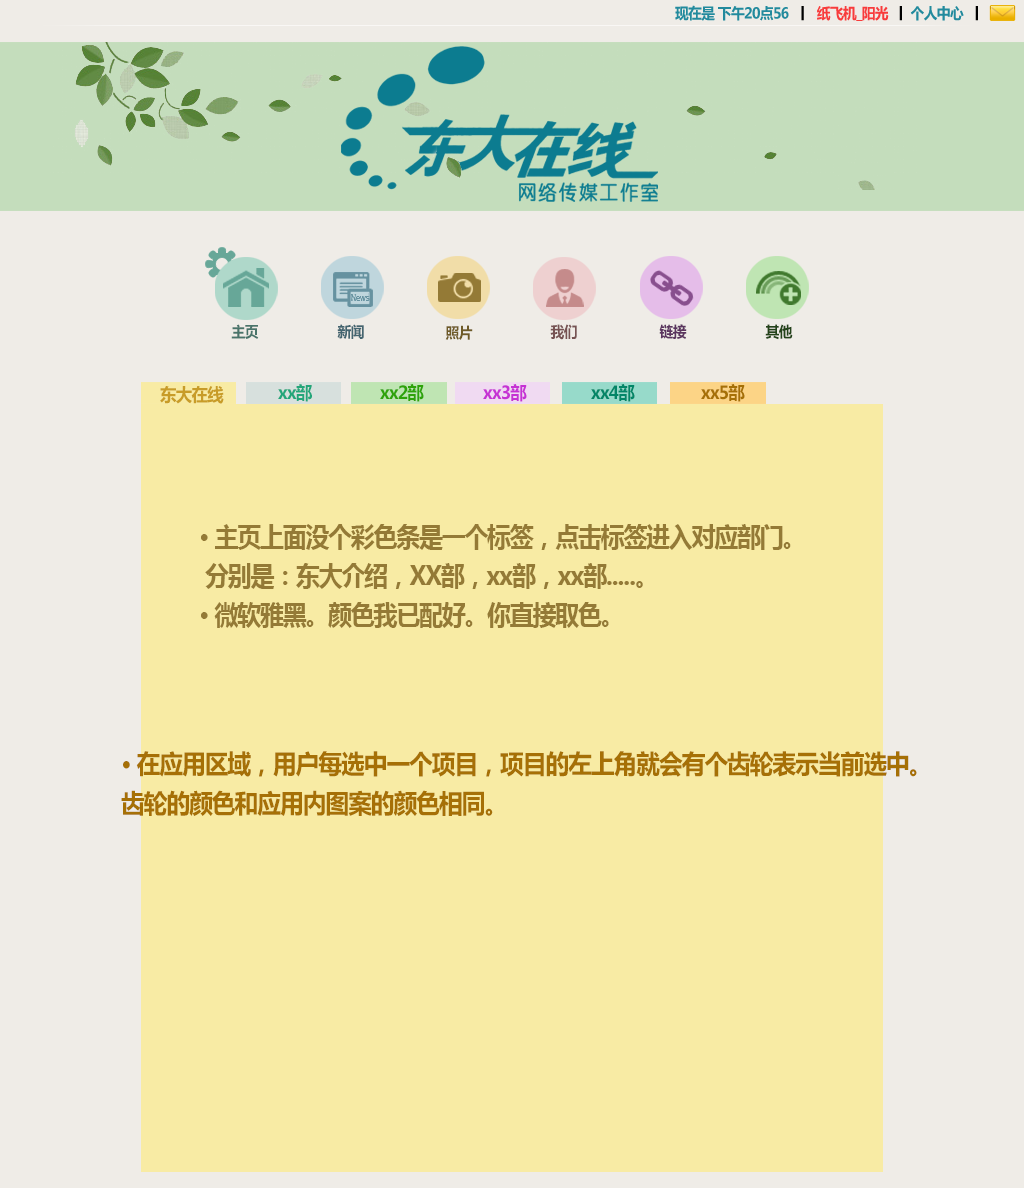 现在是 下午20点56 | 纸飞机_阳光 | 个人中心 |
东大在线
网络传媒工作室
News
主页 新闻 照片 我们 链接 其他
东大在线 xx部 xx2部 xx3部 xx4部 xx5部
• 主页上面没个彩色条是一个标签，点击标签进入对应部门。
分别是：东大介绍，XX部，xx部，xx部.....。
• 微软雅黑。颜色我已配好。你直接取色。
• 在应用区域，用户每选中一个项目，项目的左上角就会有个齿轮表示当前选中。
齿轮的颜色和应用内图案的颜色相同。